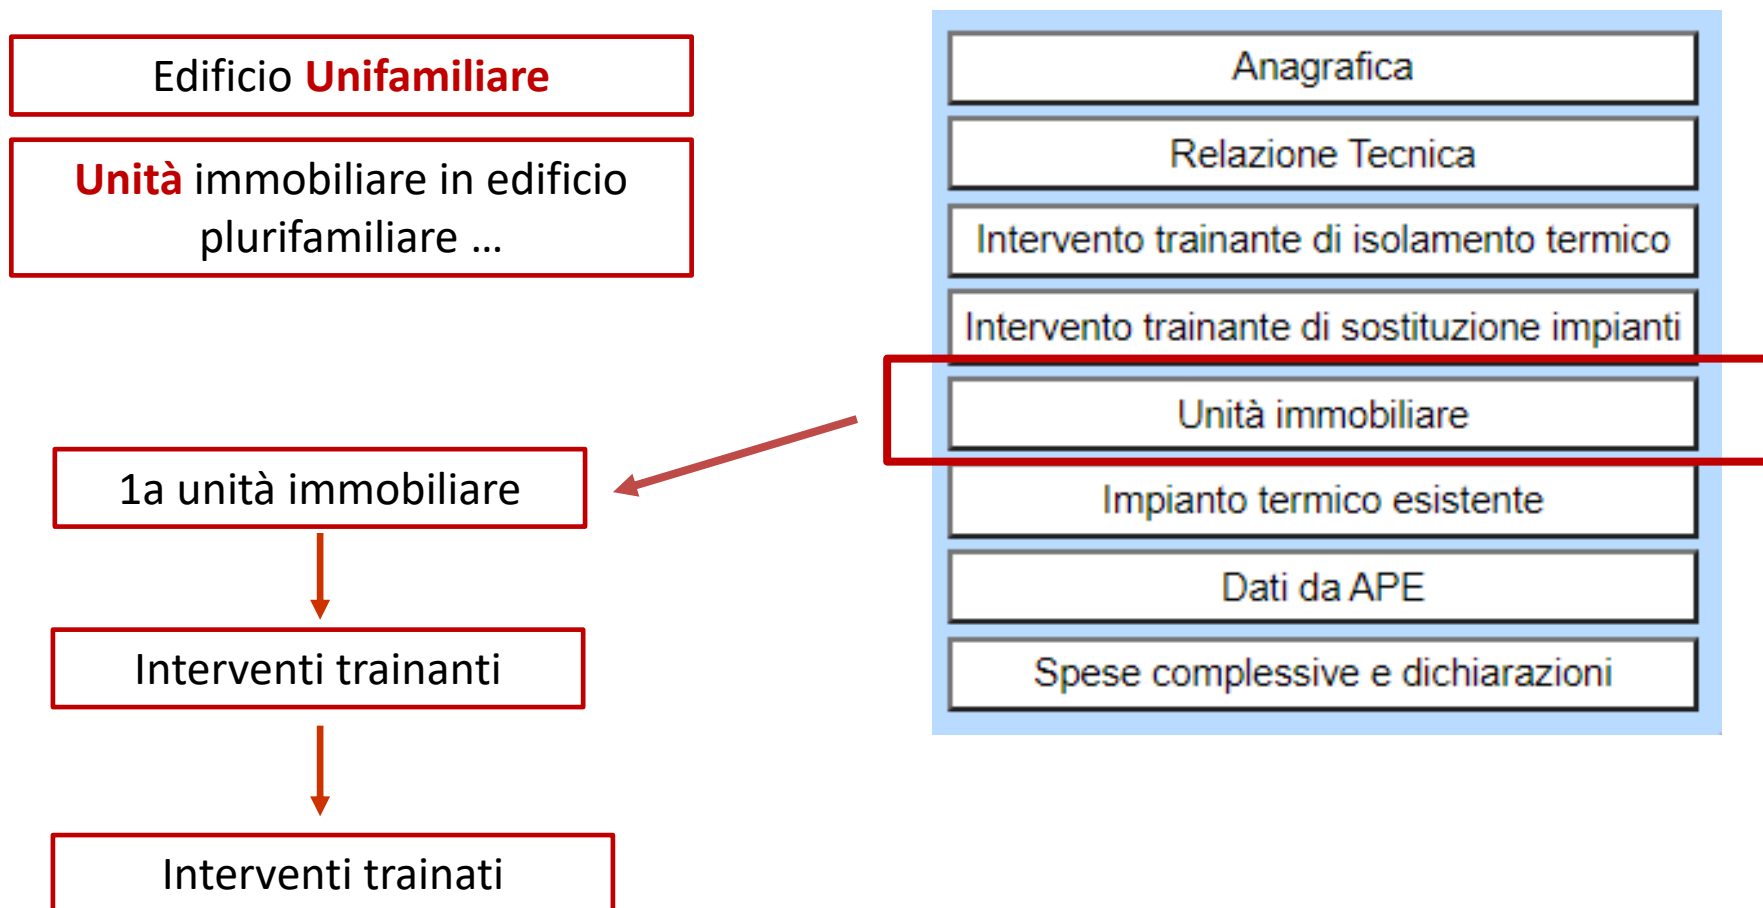 Edificio Unifamiliare
Unità immobiliare in edificio
plurifamiliare ...
1a unità immobiliare
Interventi trainanti
Interventi trainati
Anagrafica
Relazione Tecnica
Intervento trainante di isolamento termico
Intervento trainante di sostituzione impianti
Unità immobiliare
Impianto termico esistente
Dati da APE
Spese complessive e dichiarazioni